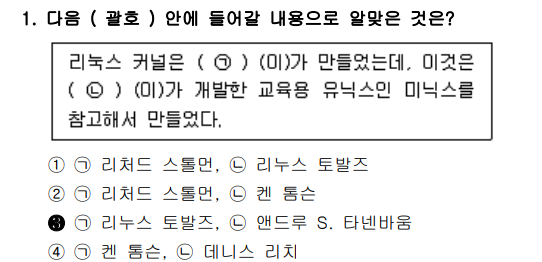 1. 다음 ( 괄호 ) 안에 들어갈 내용으로 알맞은 것은?
리눅스 커널은 ( ㉠ ) (이)가 만들었는데, 이것은
( ㉡ ) (이)가 개발한 교육용 유닉스인 미닉스를
참고해서 만들었다.
① ㉠ 리처드 스톨먼, ㉡ 리누스 토발즈
② ㉠ 리처드 스톨먼, ㉡ 켄 톰슨
❸ ㉠ 리누스 토발즈, ㉡ 앤드루 S. 타넨바움
④ ㉠ 켄 톰슨, ㉡ 데니스 리치